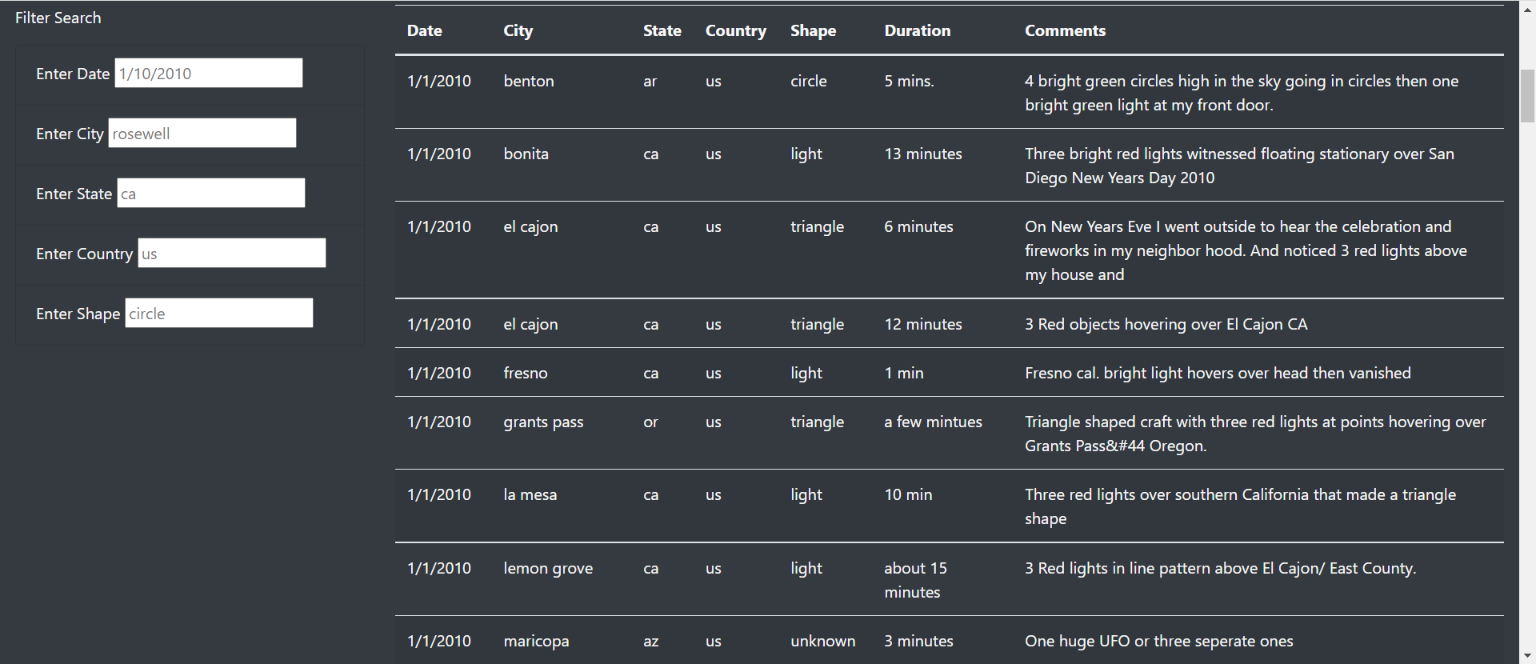 Filter Search
Enter Date 1/10/2010
Enter City rosewell
Enter State ca
Enter Country us
Enter Shape circle
Date City State Country Shape Duration Comments
1/1/2010 benton ar us circle 5 mins. 4 bright green circles high in the sky going in circles then one
bright green light at my front door.
1/1/2010 bonita ca us light 13 minutes Three bright red lights witnessed floating stationary over San
Diego New Years Day 2010
1/1/2010 el cajon ca us triangle 6 minutes On New Years Eve I went outside to hear the celebration and
fireworks in my neighbor hood. And noticed 3 red lights above
my house and
1/1/2010 el cajon ca us triangle 12 minutes 3 Red objects hovering over El Cajon CA
1/1/2010 fresno ca us light 1 min Fresno cal. bright light hovers over head then vanished
1/1/2010 grants pass or us triangle a few mintues Triangle shaped craft with three red lights at points hovering over
Grants Pass&#44 Oregon.
1/1/2010 la mesa ca us light 10 min Three red lights over southern California that made a triangle
shape
1/1/2010 lemon grove ca us light about 15 3 Red lights in line pattern above El Cajon/ East County.
minutes
1/1/2010 maricopa az us unknown 3 minutes One huge UFO or three seperate ones